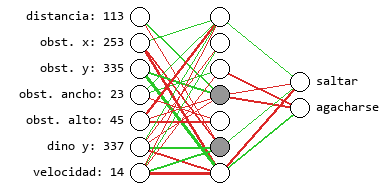 distancia: 113
obst. x: 253
obst. y: 335
obst. ancho: 23
obst. alto: 45
dino y: 337
velocidad: 14
saltar
agacharse